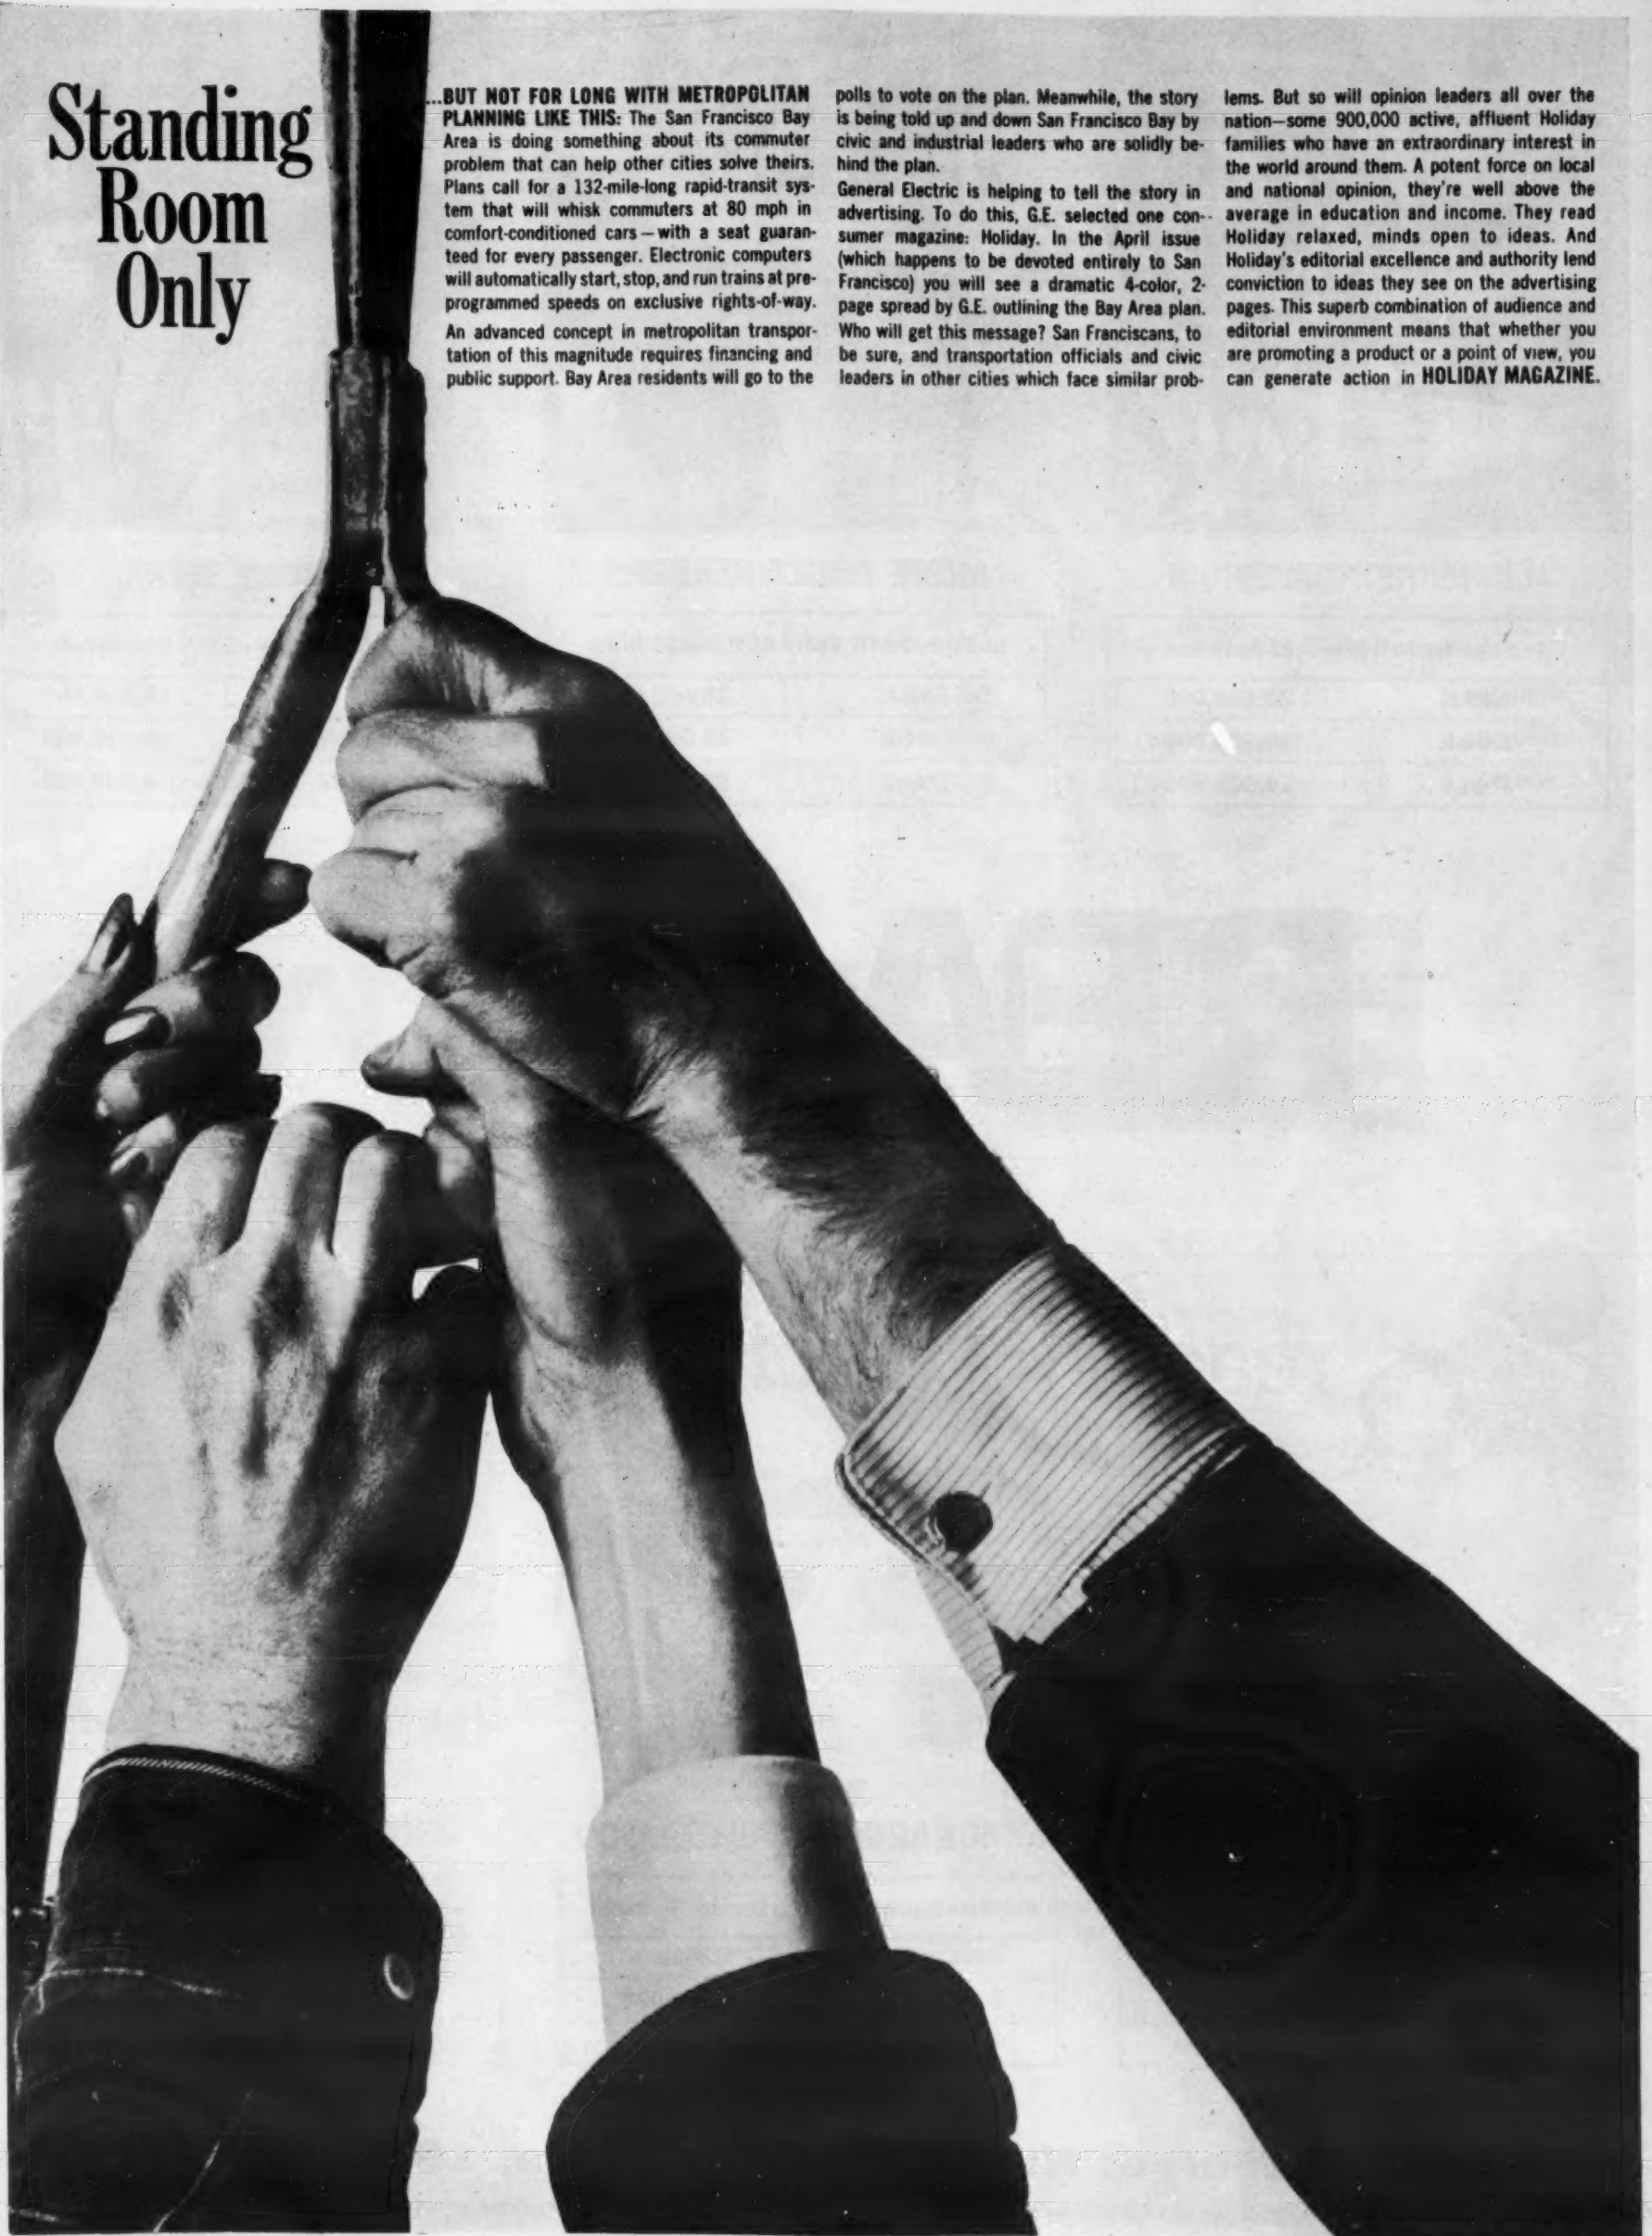 Standing
Room
Only
...BUT NOT FOR LONG WITH METROPOLITAN
PLANNING LIKE THIS: The San Francisco Bay
Area is doing something about its commuter
problem that can help other cities solve theirs.
Plans call for a 132-mile-long rapid-transit sys-
tem that will whisk commuters at 80 mph in
comfort-conditioned cars—with a seat guaran-
teed for every passenger. Electronic computers
will automatically start, stop, and run trains at pre-
programmed speeds on exclusive rights-of-way.
An advanced concept in metropolitan transpor-
tation of this magnitude requires financing and
public support. Bay Area residents will go to the
polls to vote on the plan. Meanwhile, the story
is being told up and down San Francisco Bay by
civic and industrial leaders who are solidly be-
hind the plan.
General Electric is helping to tell the story in
advertising. To do this, G.E. selected one con-
sumer magazine: Holiday. In the April issue
(which happens to be devoted entirely to San
Francisco) you will see a dramatic 4-color, 2-
page spread by G.E. outlining the Bay Area plan.
Who will get this message? San Franciscans, to
be sure, and transportation officials and civic
leaders in other cities which face similar prob-
lems. But so will opinion leaders all over the
nation—some 900,000 active, affluent Holiday
families who have an extraordinary interest in
the world around them. A potent force on local
and national opinion, they're well above the
average in education and income. They read
Holiday relaxed, minds open to ideas. And
Holiday's editorial excellence and authority lend
conviction to ideas they see on the advertising
pages. This superb combination of audience and
editorial environment means that whether you
are promoting a product or a point of view, you
can generate action in HOLIDAY MAGAZINE.